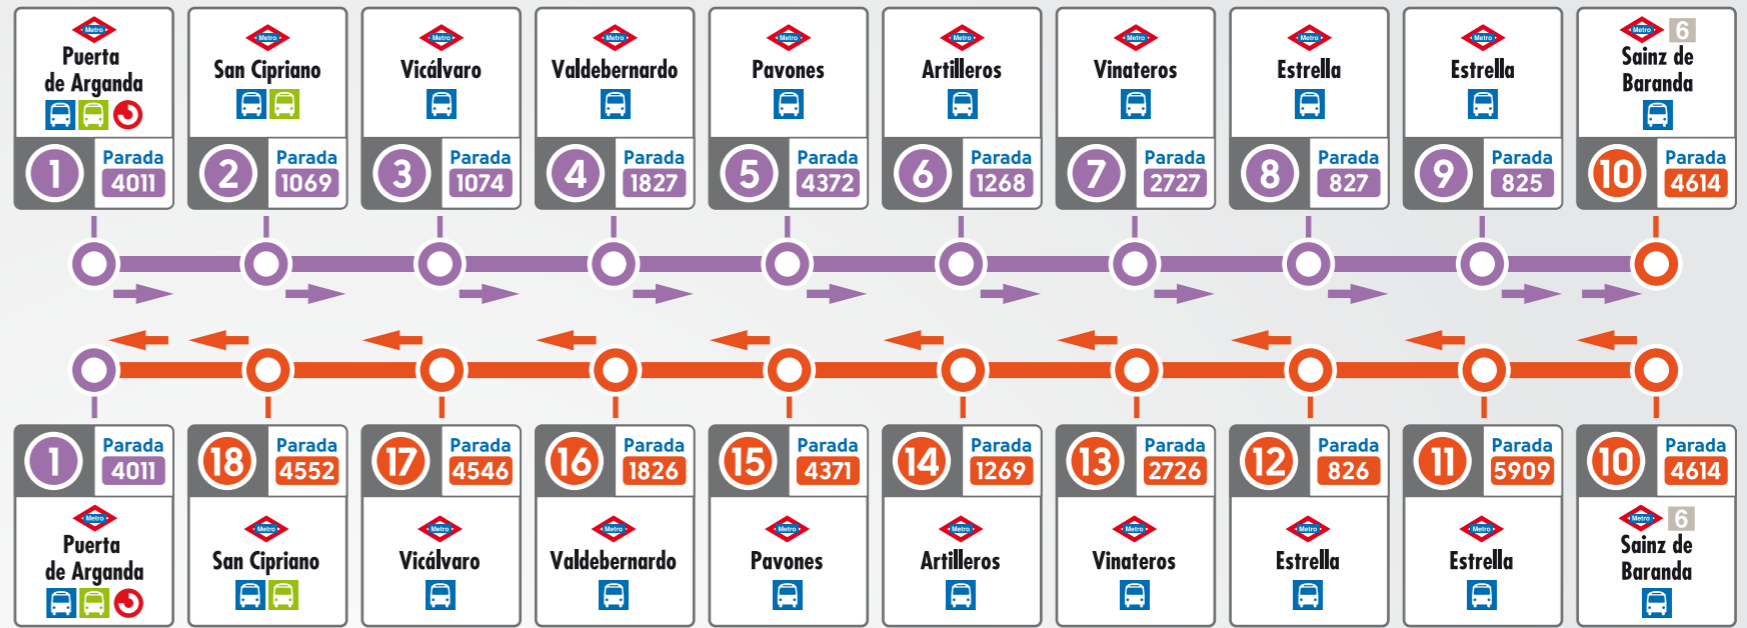 Metro
Puerta
de Arganda
1
Parada
4011
Metro
San Cipriano
2
Parada
1069
Metro
Vicálvaro
3
Parada
1074
Metro
Valdebernardo
4
Parada
1827
Metro
Pavones
5
Parada
4372
Metro
Artilleros
6
Parada
1268
Metro
Vinateros
7
Parada
2727
Metro
Estrella
8
Parada
827
Metro
Estrella
9
Parada
825
Metro 6
Sainz de
Baranda
10
Parada
4614
1
Parada
4011
Metro
Puerta
de Arganda
18
Parada
4552
Metro
San Cipriano
17
Parada
4546
Metro
Vicálvaro
16
Parada
1826
Metro
Valdebernardo
15
Parada
4371
Metro
Pavones
14
Parada
1269
Metro
Artilleros
13
Parada
2726
Metro
Vinateros
12
Parada
826
Metro
Estrella
11
Parada
5909
Metro
Estrella
10
Parada
4614
Metro 6
Sainz de
Baranda